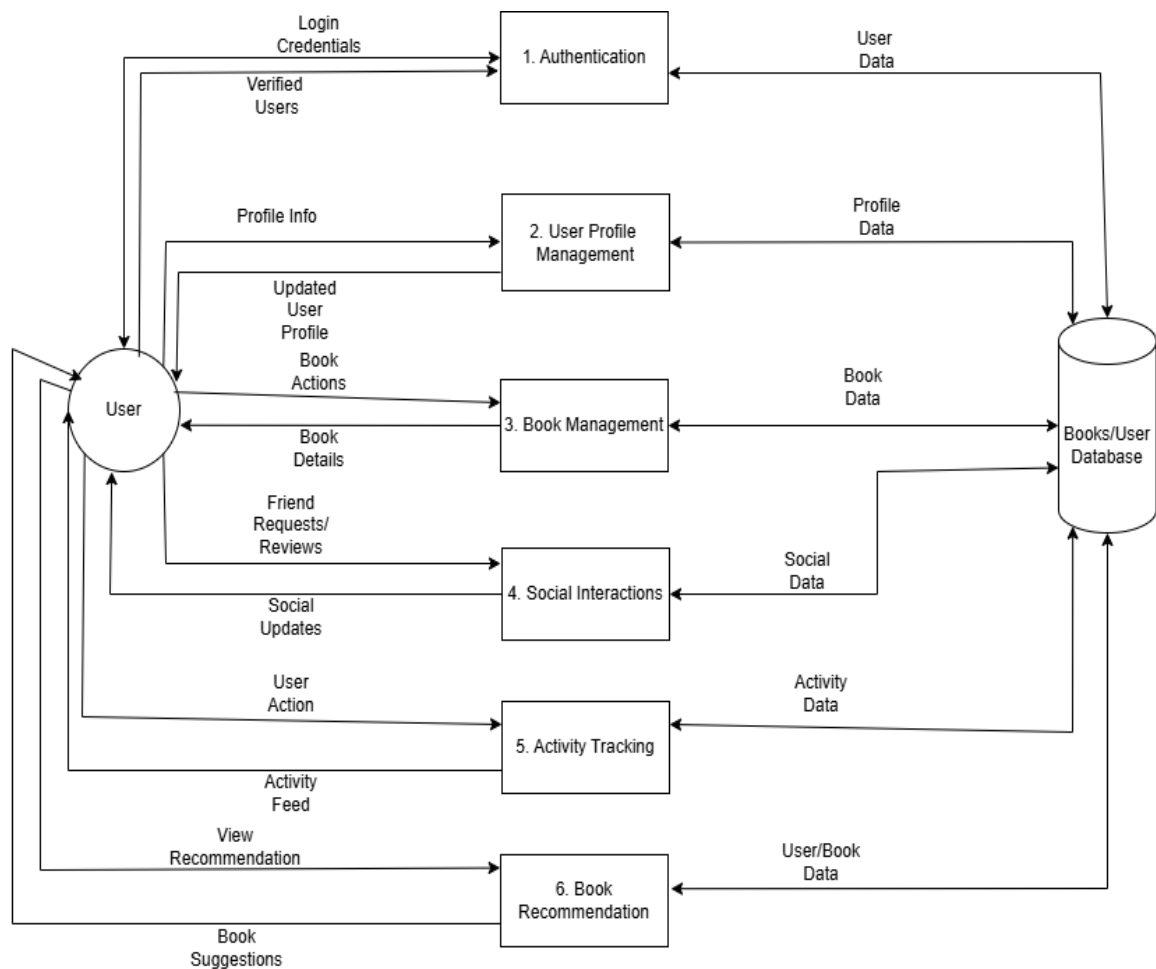 Login
Credentials
1. Authentication
User
Data
Verified
Users
Profile Info
2. User Profile
Management
Profile
Data
Updated
User
Profile
Book
Actions
User
3. Book Management
Book
Data
Books/User
Database
Book
Details
Friend
Requests/
Reviews
4. Social Interactions
Social
Data
Social
Updates
User
Action
5. Activity Tracking
Activity
Data
Activity
Feed
View
Recommendation
6. Book
Recommendation
User/Book
Data
Book
Suggestions